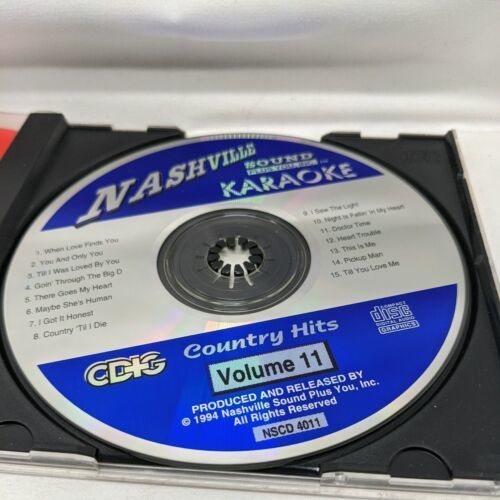 NASHVILLE
SOUND
PLUS YOU, INC.
KARAOKE
1. When Love Finds You
2. You And Only You
3. Till I Was Loved By You
4. Goin' Through The Big D
5. There Goes My Heart
6. Maybe She's Human
7. I Got It Honest
8. Country 'Til I Die
9. I Saw The Light
10. Night Is Fallin' In My Heart
11. Doctor Time
12. Heart Trouble
13. This is Me
14. Pickup Man
15. Till You Love Me
CD+G
COMPACT
disc
DIGITAL AUDIO
GRAPHICS
Country Hits
Volume 11
PRODUCED AND RELEASED BY
© 1994 Nashville Sound Plus You, Inc.
All Rights Reserved
NSCD 4011